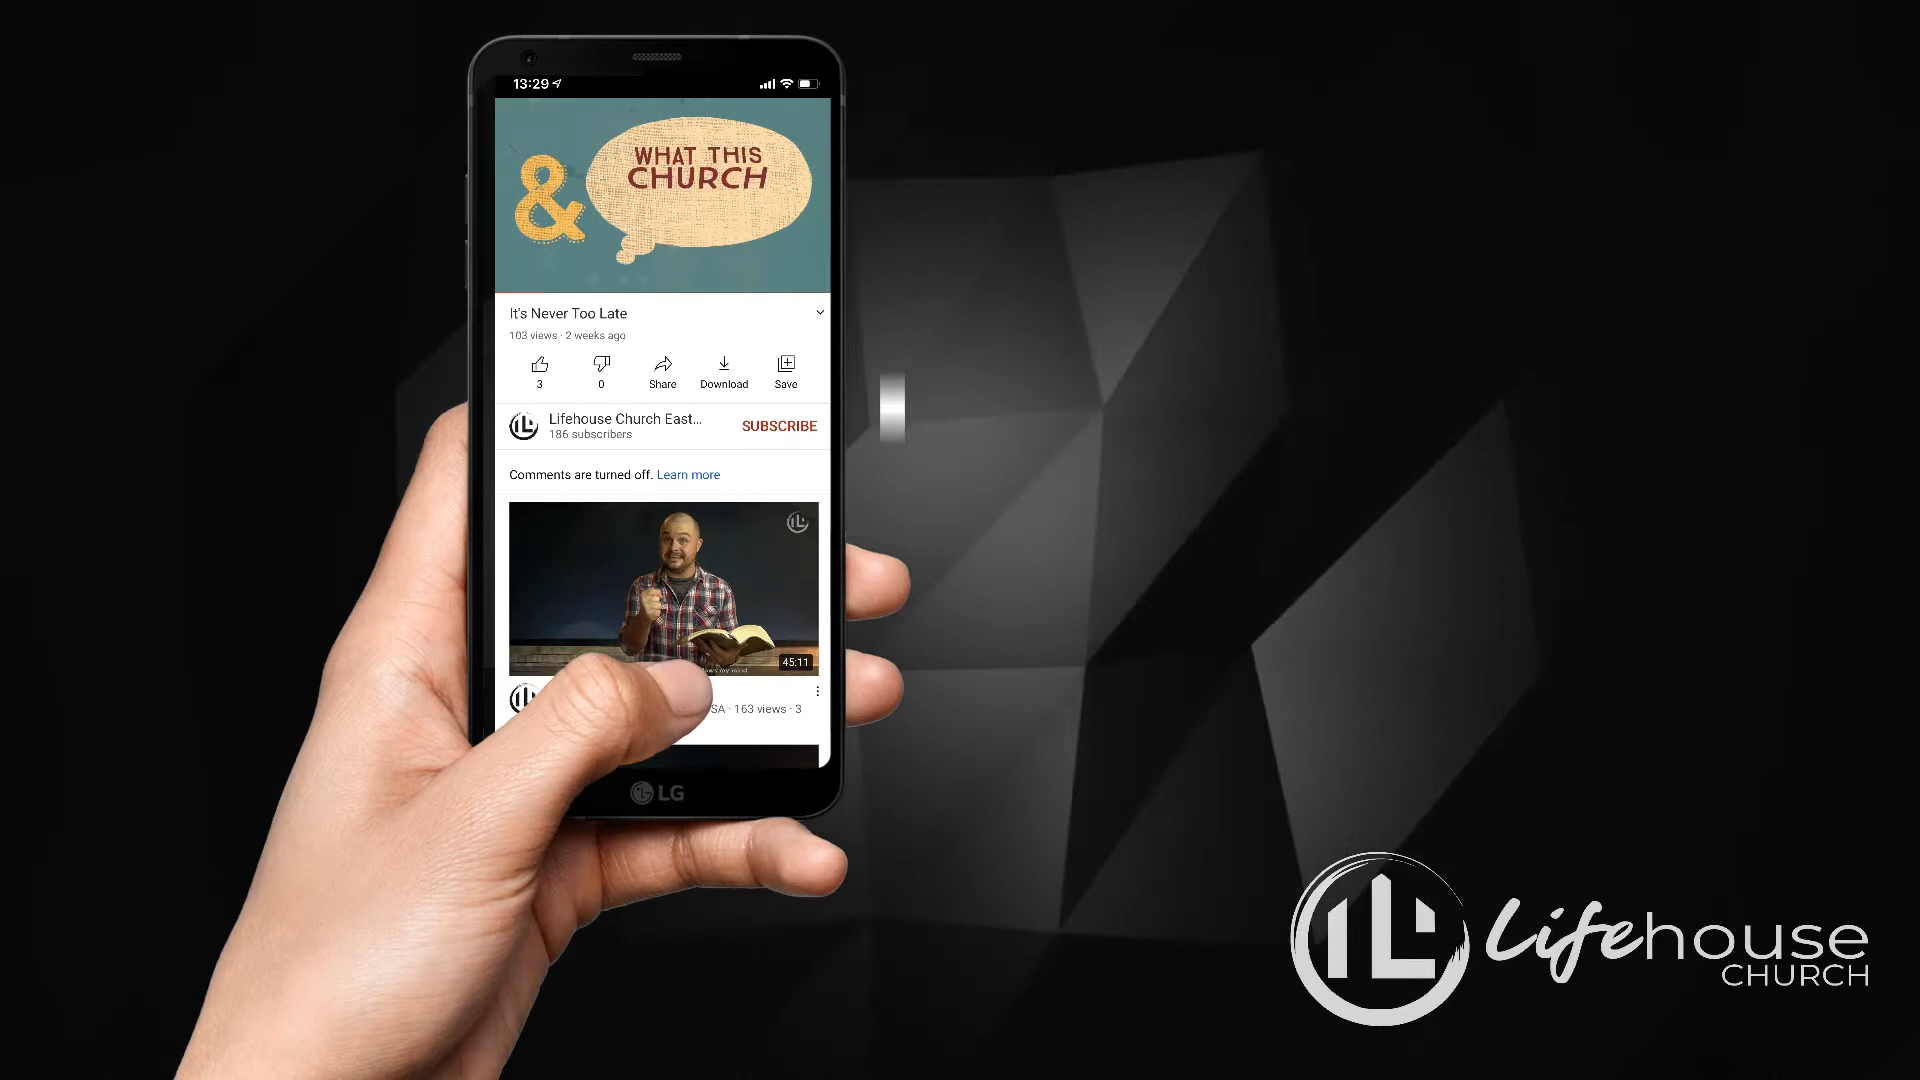 13:29
&
WHAT THIS
CHURCH
It's Never Too Late
103 views · 2 weeks ago
3
0
Share
Download
Save
Lifehouse Church East...
186 subscribers
SUBSCRIBE
Comments are turned off. Learn more
my mind
45:11
SA · 163 views · 3
LG
Lifehouse
CHURCH